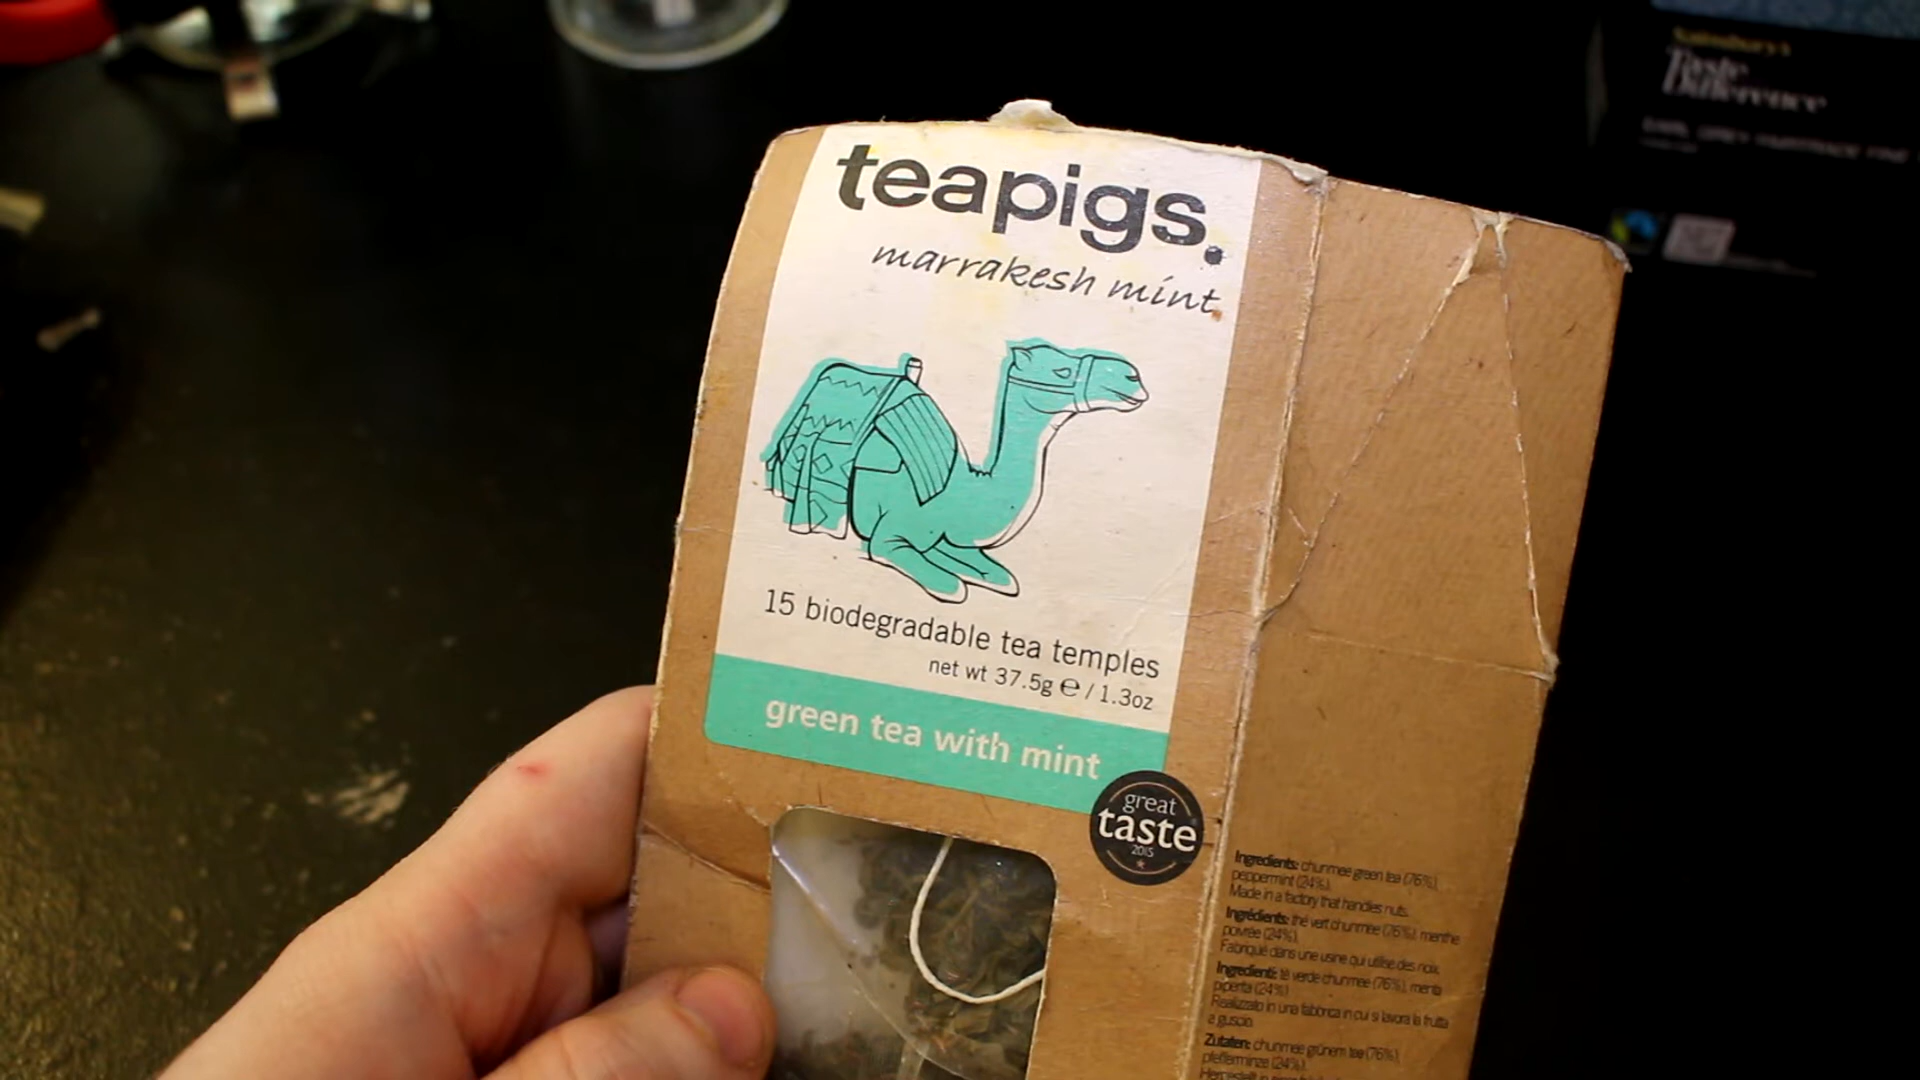 teapigs.
marrakesh mint
15 biodegradable tea temples
net wt 37.5g ℮ / 1.3oz
green tea with mint
great
taste
2015
Ingredients: chunmee green tea (76%),
peppermint (24%).
Made in a factory that handles nuts.
Ingrédients: thé vert chunmee (76%), menthe
poivrée (24%).
Fabriqué dans une usine qui utilise des noix.
Ingredienti: tè verde chunmee (76%), menta
piperita (24%)
Realizzato in una fabbrica in cui si lavora la frutta
a guscio.
Zutaten: chunmee grünem tee (76%),
pfefferminze (24%).
Sainsbury's
Taste
Difference